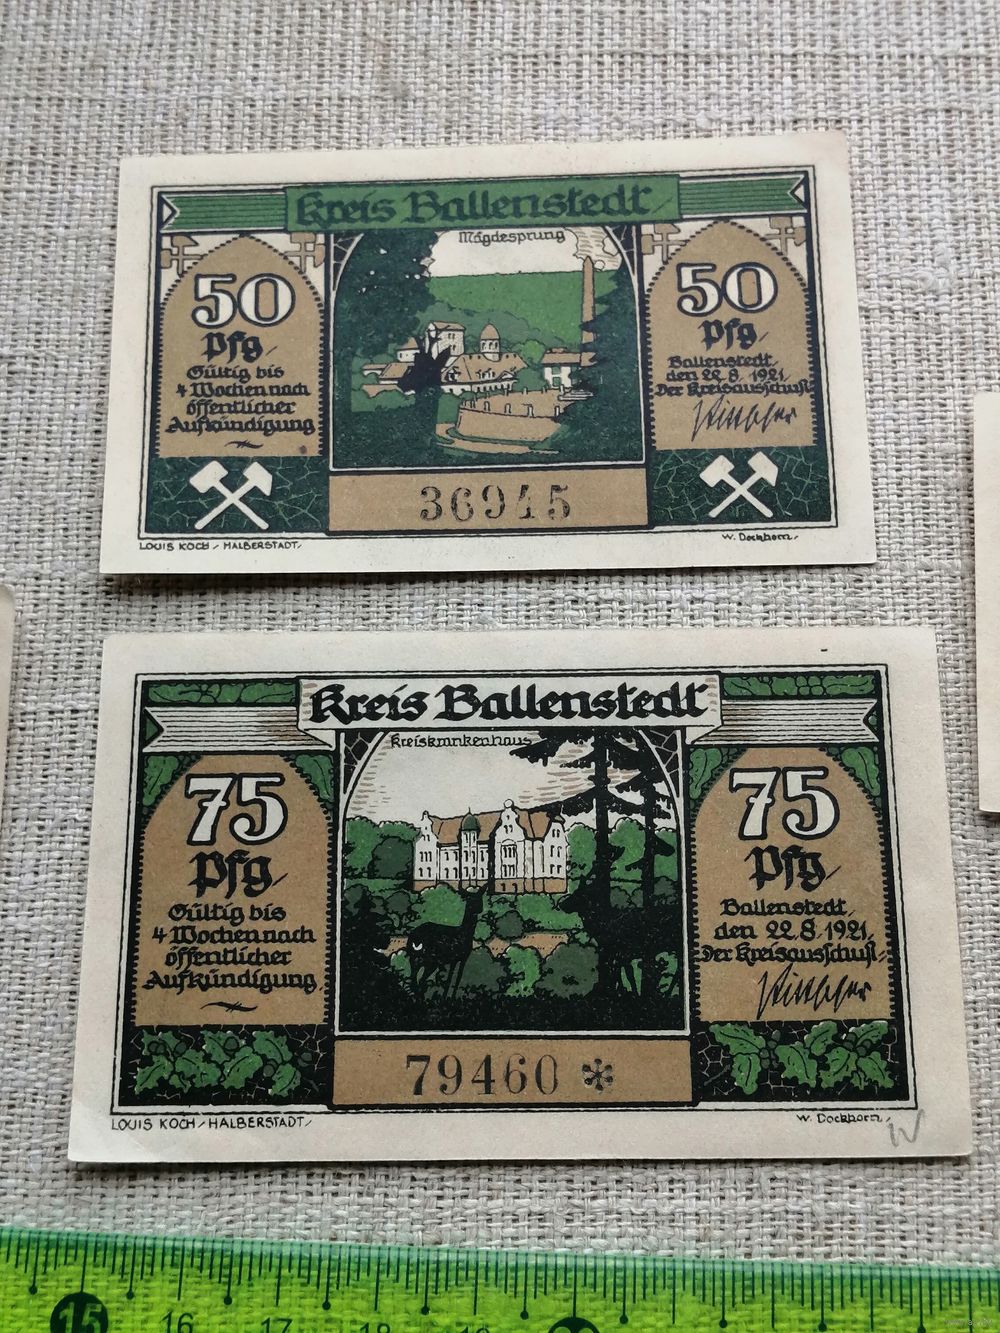 Kreis Ballenstedt
Mägdesprung
50
Pfg
Gültig bis
4 Wochen nach
öffentlicher
Aufkündigung
50
Pfg
Ballenstedt,
den 22.8.1921
Der Kreisausschuß:
36945
LOUIS KOCH, HALBERSTADT,
W. Dockhorn,
Kreis Ballenstedt
Kreiskrankenhaus
75
Pfg
Gültig bis
4 Wochen nach
öffentlicher
Aufkündigung
75
Pfg
Ballenstedt,
den 22.8.1921,
Der Kreisausschuß:
79460 *
LOUIS KOCH, HALBERSTADT,
W. Dockhorn,
W
15 16 17 18 19